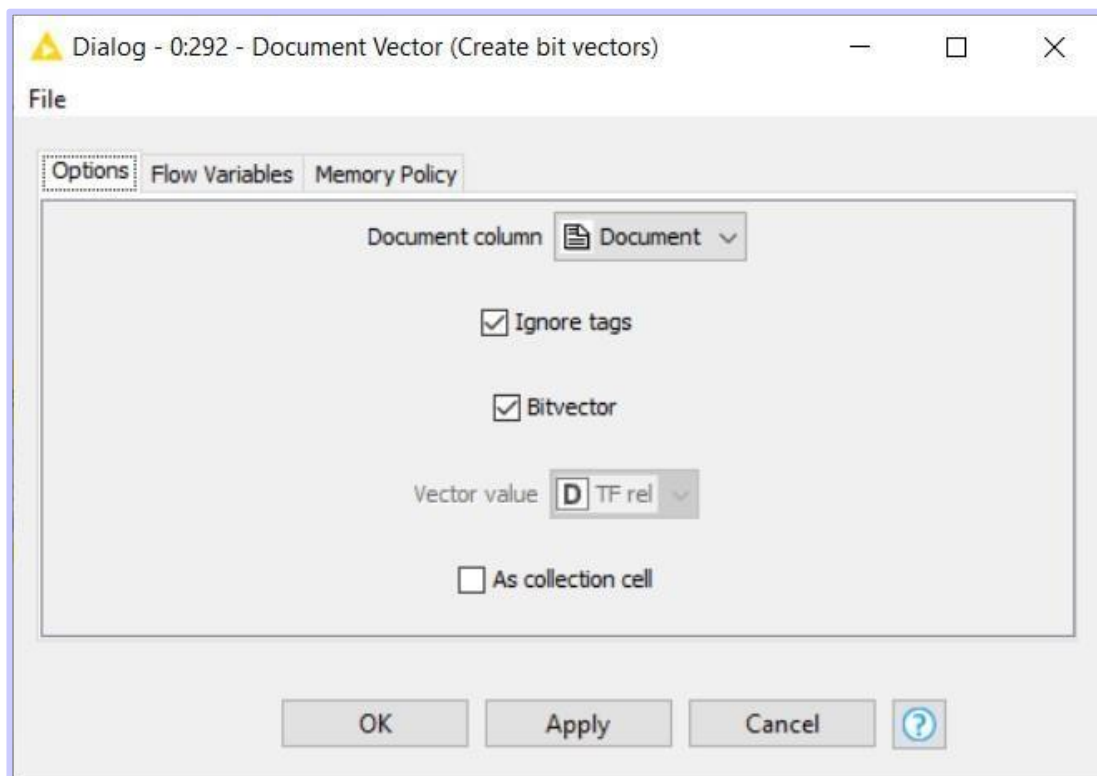 Dialog - 0:292 - Document Vector (Create bit vectors)
File
Options Flow Variables Memory Policy
Document column Document
Ignore tags
Bitvector
Vector value D TF rel
As collection cell
OK Apply Cancel ?